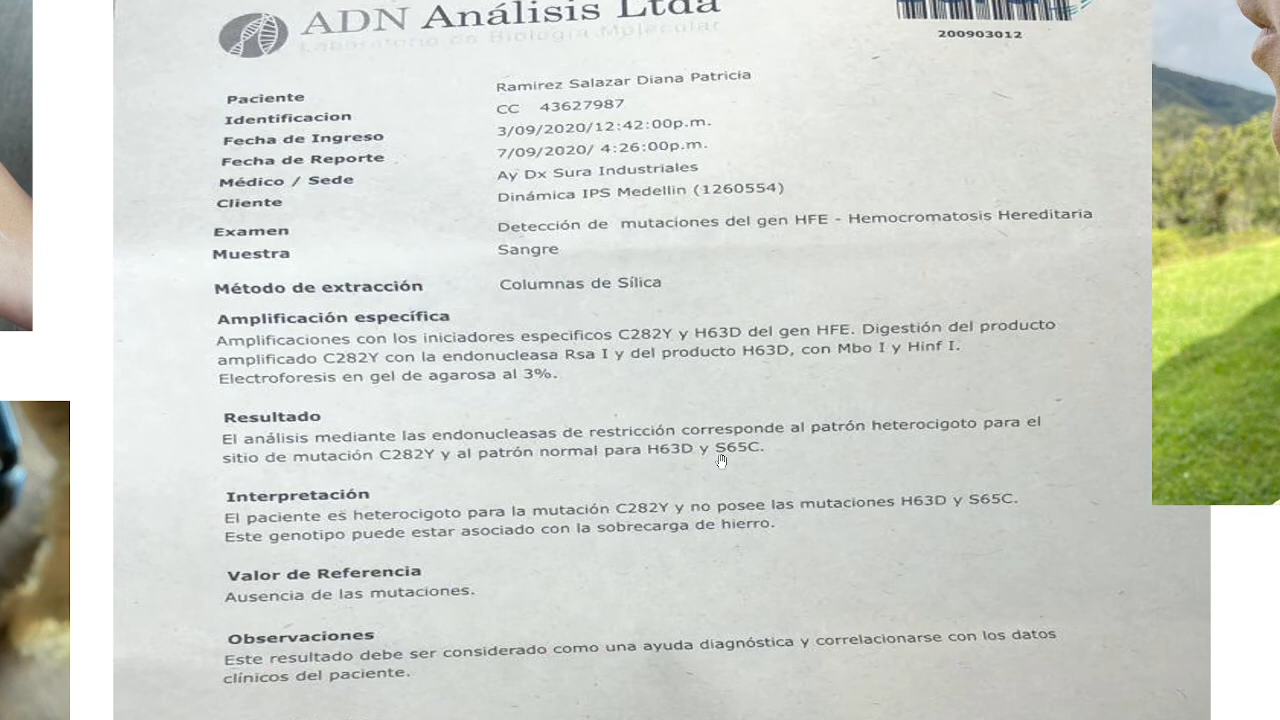 ADN Análisis Ltda
Laboratorio de Biología Molecular
200903012
Paciente Ramirez Salazar Diana Patricia
Identificacion CC 43627987
Fecha de Ingreso 3/09/2020/12:42:00p.m.
Fecha de Reporte 7/09/2020/ 4:26:00p.m.
Médico / Sede Ay Dx Sura Industriales
Cliente Dinámica IPS Medellin (1260554)
Examen Detección de mutaciones del gen HFE - Hemocromatosis Hereditaria
Muestra Sangre
Método de extracción Columnas de Sílica
Amplificación específica
Amplificaciones con los iniciadores especificos C282Y y H63D del gen HFE. Digestión del producto
amplificado C282Y con la endonucleasa Rsa I y del producto H63D, con Mbo I y Hinf I.
Electroforesis en gel de agarosa al 3%.
Resultado
El análisis mediante las endonucleasas de restricción corresponde al patrón heterocigoto para el
sitio de mutación C282Y y al patrón normal para H63D y S65C.
Interpretación
El paciente es heterocigoto para la mutación C282Y y no posee las mutaciones H63D y S65C.
Este genotipo puede estar asociado con la sobrecarga de hierro.
Valor de Referencia
Ausencia de las mutaciones.
Observaciones
Este resultado debe ser considerado como una ayuda diagnóstica y correlacionarse con los datos
clínicos del paciente.